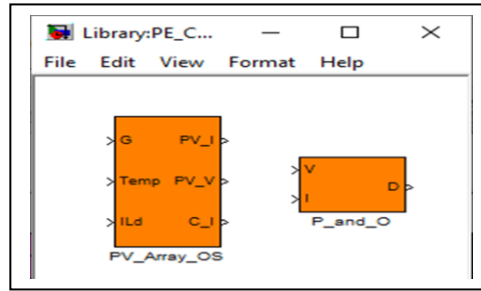 Library:PE_C...
File Edit View Format Help
G PV_I
Temp PV_V
ILd C_I
PV_Array_OS
V
I
D
P_and_O